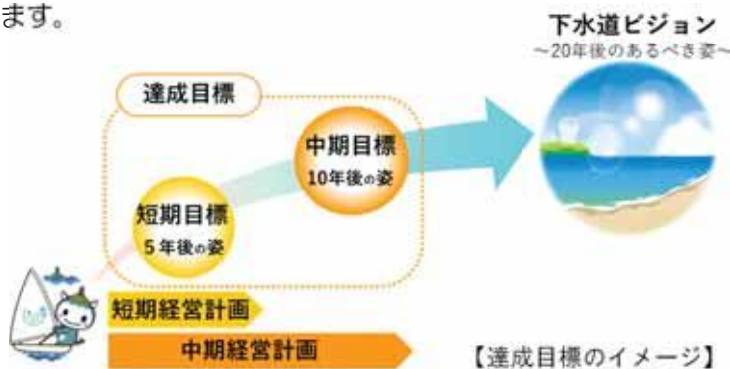 ます。
下水道ビジョン
～20年後のあるべき姿～
達成目標
中期目標
10年後の姿
短期目標
5年後の姿
短期経営計画
中期経営計画
【達成目標のイメージ】